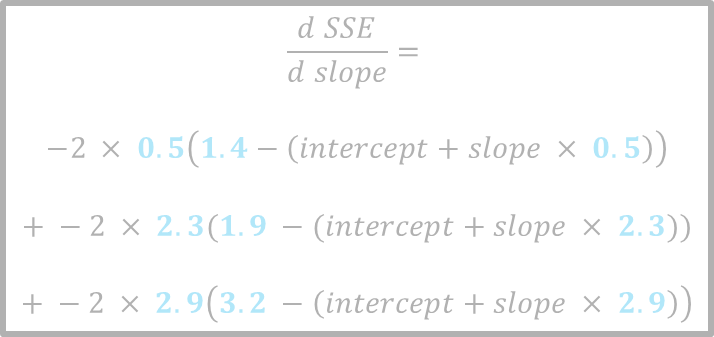 d SSE
d slope
=
−2 × 0.5(1.4 − (intercept + slope × 0.5))
+ − 2 × 2.3(1.9 − (intercept + slope × 2.3))
+ − 2 × 2.9(3.2 − (intercept + slope × 2.9))